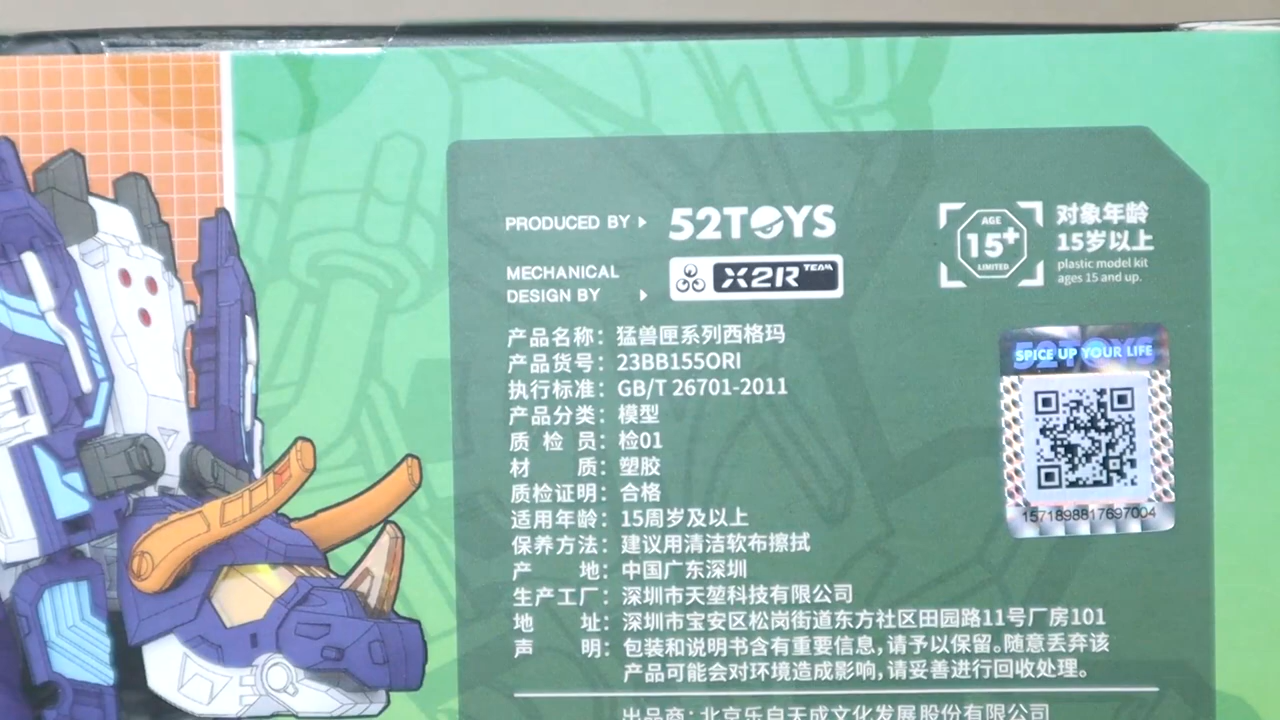 PRODUCED BY 52TOYS
MECHANICAL
DESIGN BY X2R TEAM
AGE
15+
LIMITED
对象年龄
15岁以上
plastic model kit
ages 15 and up.
产品名称：猛兽匣系列西格玛
产品货号：23BB155ORI
执行标准：GB/T 26701-2011
产品分类：模型
质检员：检01
材质：塑胶
质检证明：合格
适用年龄：15周岁及以上
保养方法：建议用清洁软布擦拭
产地：中国广东深圳
生产工厂：深圳市天堃科技有限公司
地址：深圳市宝安区松岗街道东方社区田园路11号厂房101
声明：包装和说明书含有重要信息，请予以保留。随意丢弃该
产品可能会对环境造成影响，请妥善进行回收处理。
出品商：北京乐自天成文化发展股份有限公司
52TOYS
SPICE UP YOUR LIFE
1571898817697004